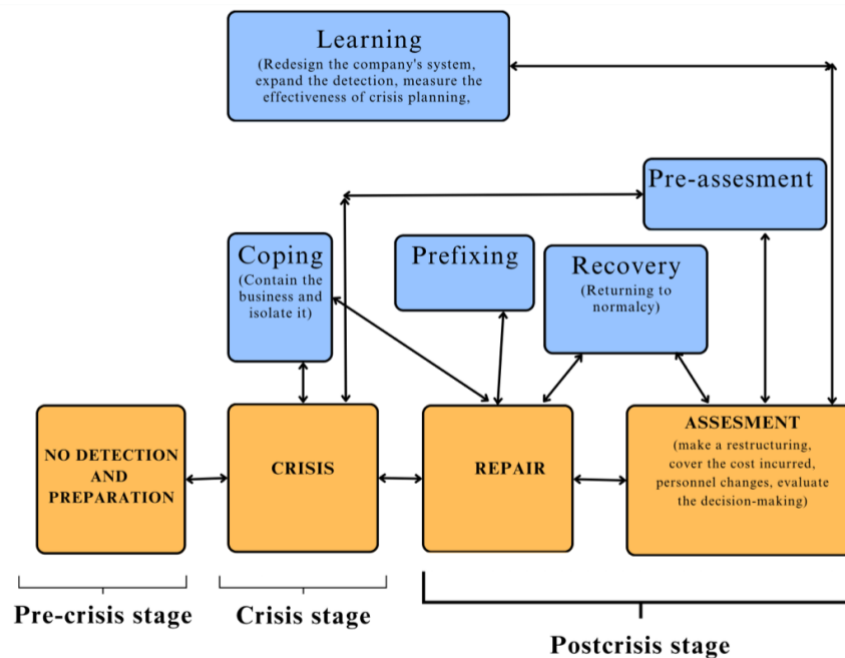 Learning
(Redesign the company's system,
expand the detection, measure the
effectiveness of crisis planning,
Pre-assesment
Coping
(Contain the
business and
isolate it)
Prefixing
Recovery
(Returning to
normalcy)
NO DETECTION
AND
PREPARATION
CRISIS
REPAIR
ASSESMENT
(make a restructuring,
cover the cost incurred,
personnel changes, evaluate
the decision-making)
Pre-crisis stage
Crisis stage
Postcrisis stage